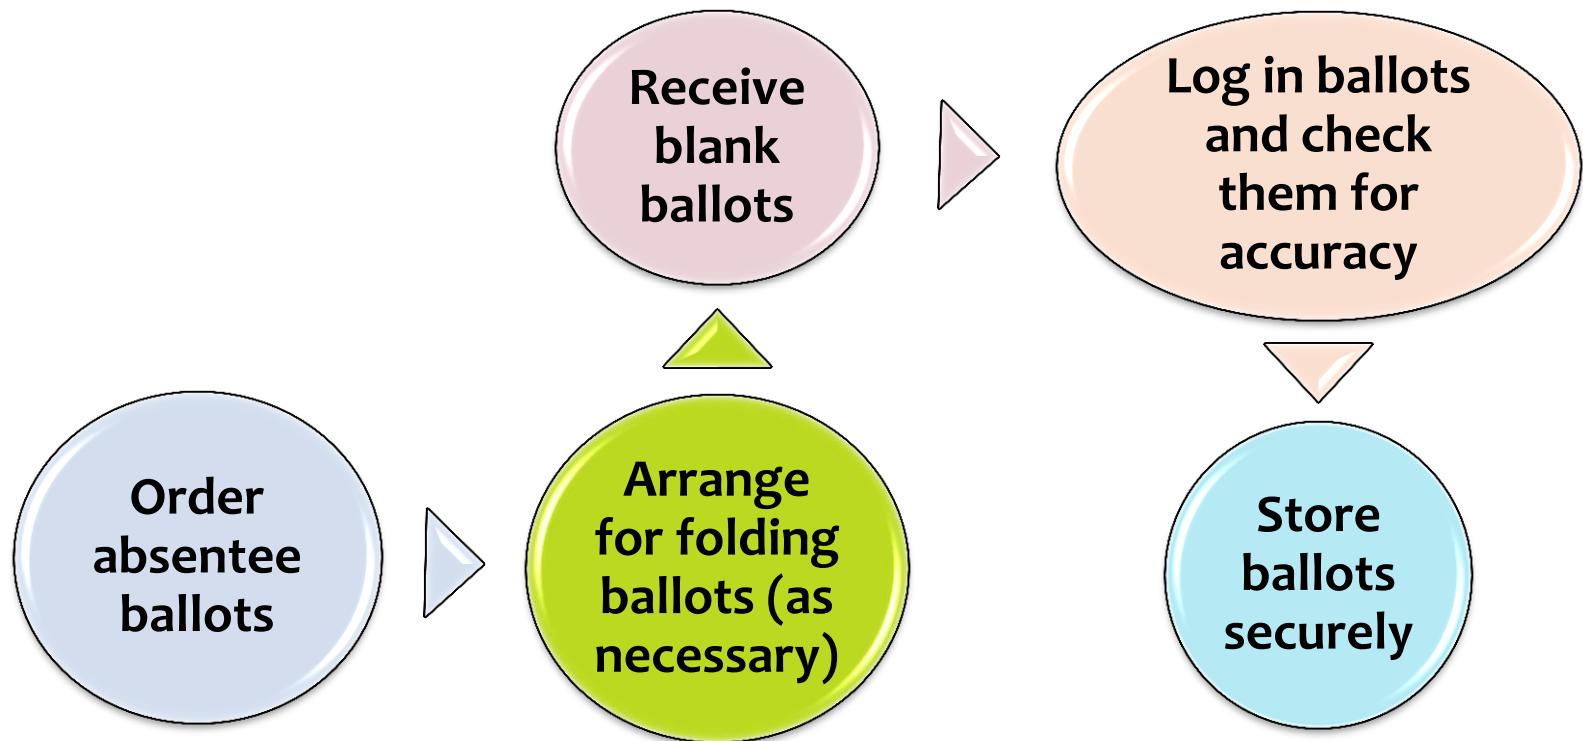 Order
absentee
ballots
Arrange
for folding
ballots (as
necessary)
Receive
blank
ballots
Log in ballots
and check
them for
accuracy
Store
ballots
securely